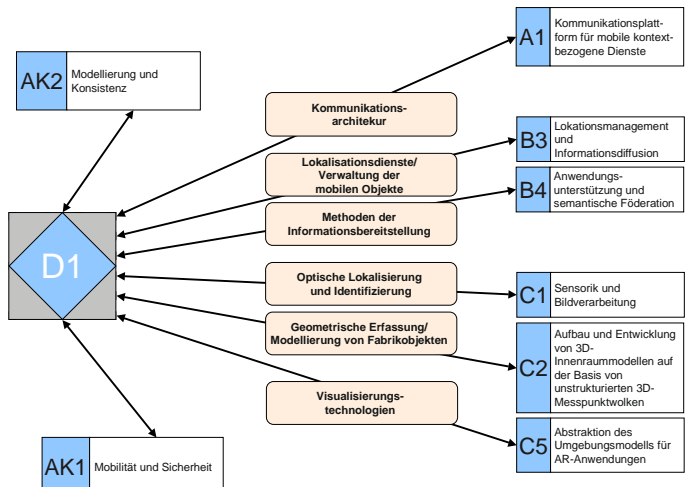 A1
Kommunikationsplatt-
form für mobile kontext-
bezogene Dienste
AK2
Modellierung und
Konsistenz
Kommunikations-
architekur
B3
Lokationsmanagement
und
Informationsdiffusion
Lokalisationsdienste/
Verwaltung der
mobilen Objekte
B4
Anwendungs-
unterstützung und
semantische Föderation
Methoden der
Informationsbereitstellung
D1
Optische Lokalisierung
und Identifizierung
C1
Sensorik und
Bildverarbeitung
Geometrische Erfassung/
Modellierung von Fabrikobjekten
C2
Aufbau und Entwicklung
von 3D-
Innenraummodellen auf
der Basis von
unstrukturierten 3D-
Messpunktwolken
Visualisierungs-
technologien
C5
Abstraktion des
Umgebungsmodells für
AR-Anwendungen
AK1
Mobilität und Sicherheit